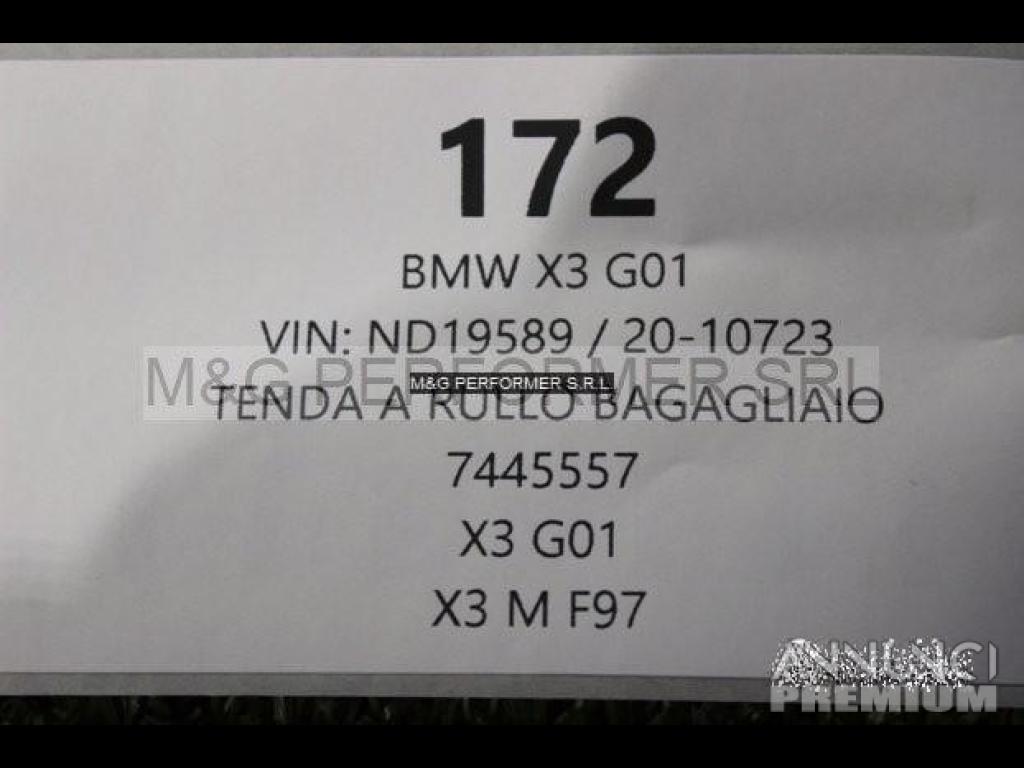 172
BMW X3 G01
VIN: ND19589 / 20-10723
M&G PERFORMER SRL
M&G PERFORMER S.R.L.
TENDA A RULLO BAGAGLIAIO
7445557
X3 G01
X3 M F97
ANNUNCI
PREMIUM